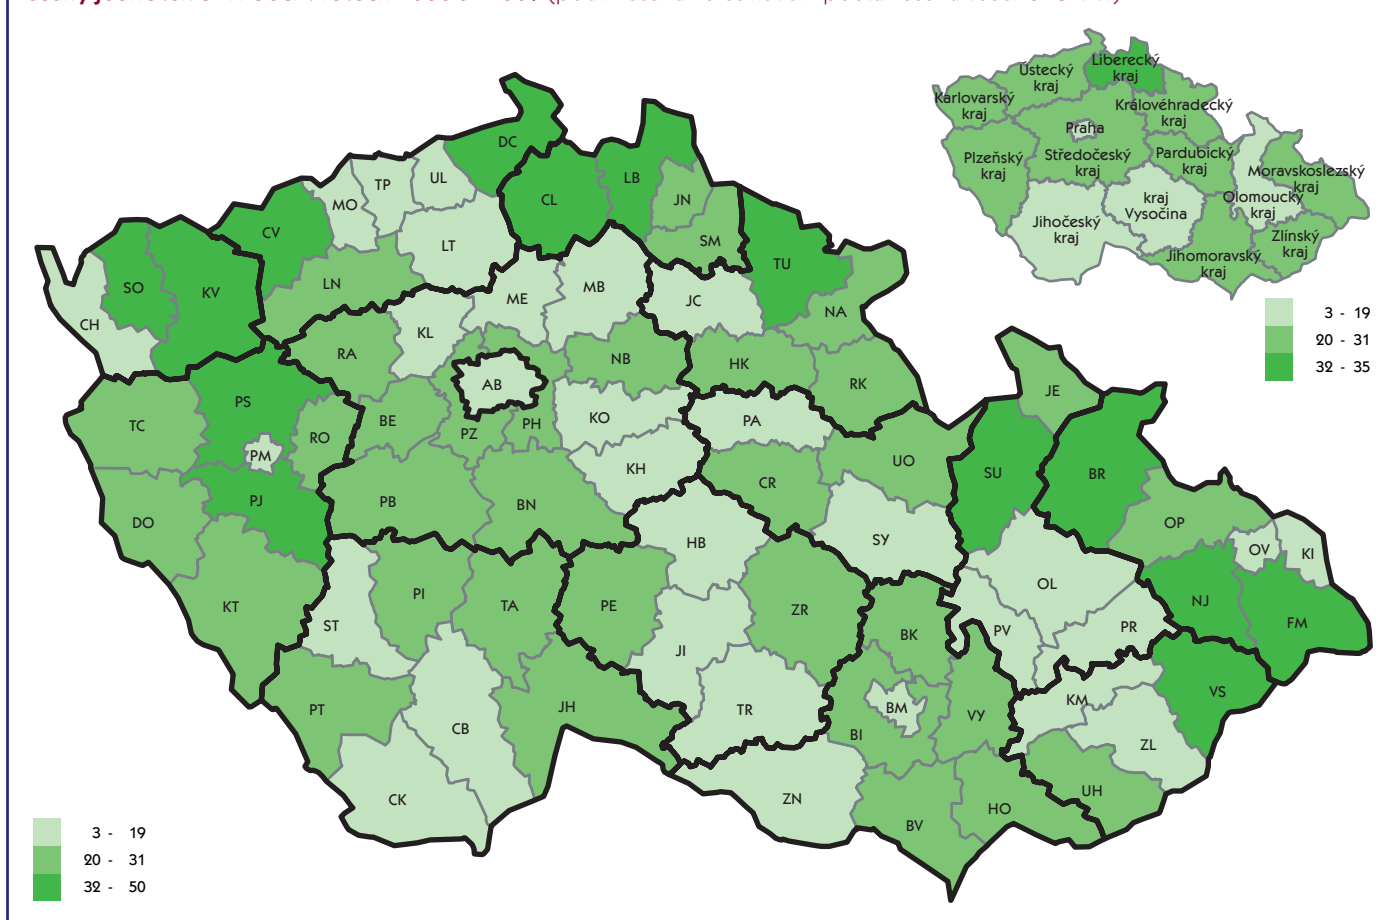 Liberecký
kraj
Ústecký
kraj
Karlovarský
kraj
Královéhradecký
kraj
Praha
Plzeňský
kraj
Středočeský
kraj
Pardubický
kraj
Moravskoslezský
kraj
kraj
Vysočina
Olomoucký
kraj
Jihočeský
kraj
Zlínský
kraj
Jihomoravský
kraj
3 - 19
20 - 31
32 - 35
DC
TP
UL
CL
LB
JN
MO
CV
LT
SM
TU
SO
KV
LN
ME
MB
JC
NA
CH
KL
RA
NB
HK
RK
AB
JE
PS
TC
BE
PZ
PH
KO
PA
RO
PM
KH
UO
SU
BR
CR
PJ
PB
BN
DO
OP
HB
SY
OV
KI
OL
KT
PI
TA
PE
ZR
NJ
FM
ST
BK
PV
PR
JI
VS
PT
JH
TR
BM
VY
KM
CB
BI
ZL
CK
ZN
BV
HO
UH
3 - 19
20 - 31
32 - 50